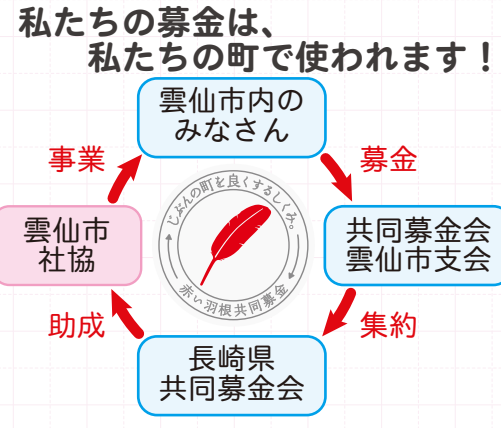 私たちの募金は、
私たちの町で使われます！
雲仙市内の
みなさん
事業
募金
じぶんの町を良くするしくみ。
雲仙市
社協
共同募金会
雲仙市支会
赤い羽根共同募金
助成
集約
長崎県
共同募金会